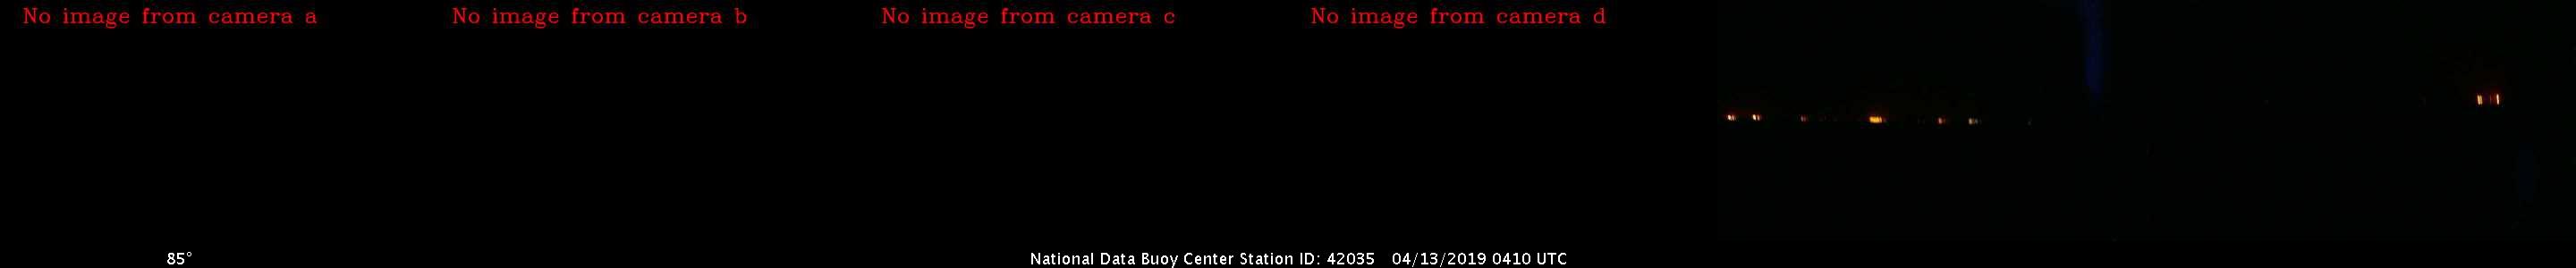 No image from camera a
No image from camera b
No image from camera c
No image from camera d
85°
National Data Buoy Center Station ID: 42035 04/13/2019 0410 UTC